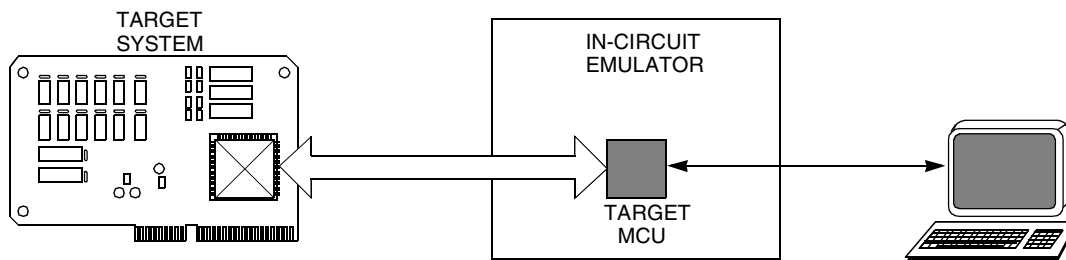 TARGET
SYSTEM
IN-CIRCUIT
EMULATOR
TARGET
MCU